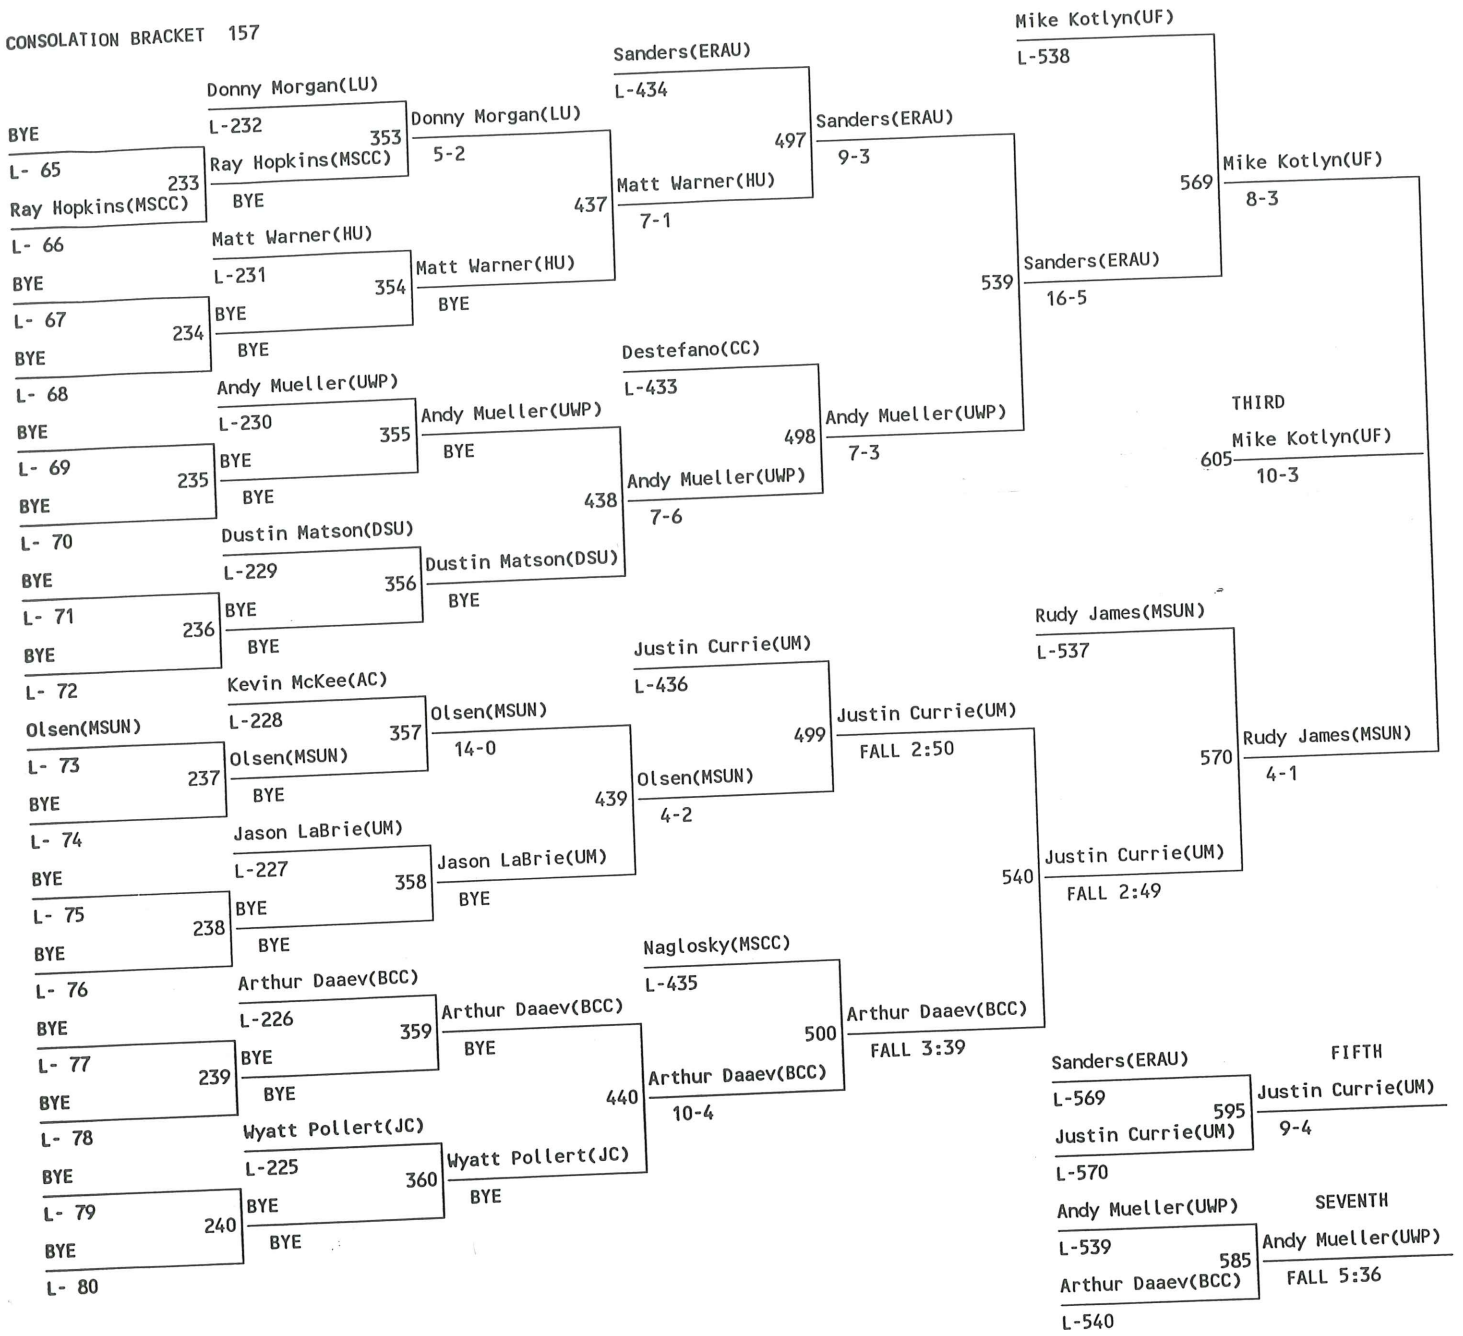 CONSOLATION BRACKET 157
BYE
L- 65
233
Ray Hopkins(MSCC)
L- 66
BYE
L- 67
234
BYE
L- 68
BYE
L- 69
235
BYE
L- 70
BYE
L- 71
236
BYE
L- 72
Olsen(MSUN)
L- 73
237
BYE
L- 74
BYE
L- 75
238
BYE
L- 76
BYE
L- 77
239
BYE
L- 78
BYE
L- 79
240
BYE
L- 80
Donny Morgan(LU)
L-232
353
Ray Hopkins(MSCC)
BYE
Matt Warner(HU)
L-231
354
BYE
BYE
Andy Mueller(UWP)
L-230
355
BYE
BYE
Dustin Matson(DSU)
L-229
356
BYE
BYE
Kevin McKee(AC)
L-228
357
Olsen(MSUN)
BYE
Jason LaBrie(UM)
L-227
358
BYE
BYE
Arthur Daaev(BCC)
L-226
359
BYE
BYE
Wyatt Pollert(JC)
L-225
360
BYE
BYE
Donny Morgan(LU)
5-2
437
Matt Warner(HU)
BYE
Andy Mueller(UWP)
BYE
438
Dustin Matson(DSU)
BYE
Olsen(MSUN)
14-0
439
Jason LaBrie(UM)
BYE
Arthur Daaev(BCC)
BYE
440
Wyatt Pollert(JC)
BYE
Sanders(ERAU)
L-434
497
Matt Warner(HU)
7-1
Destefano(CC)
L-433
498
Andy Mueller(UWP)
7-6
Justin Currie(UM)
L-436
499
Olsen(MSUN)
4-2
Naglosky(MSCC)
L-435
500
Arthur Daaev(BCC)
10-4
Sanders(ERAU)
9-3
539
Andy Mueller(UWP)
7-3
Justin Currie(UM)
FALL 2:50
540
Arthur Daaev(BCC)
FALL 3:39
Mike Kotlyn(UF)
L-538
569
Sanders(ERAU)
16-5
Rudy James(MSUN)
L-537
570
Justin Currie(UM)
FALL 2:49
Mike Kotlyn(UF)
8-3
THIRD
605
Mike Kotlyn(UF)
10-3
Rudy James(MSUN)
4-1
Sanders(ERAU)
L-569
595
Justin Currie(UM)
L-570
FIFTH
Justin Currie(UM)
9-4
Andy Mueller(UWP)
L-539
585
Arthur Daaev(BCC)
L-540
SEVENTH
Andy Mueller(UWP)
FALL 5:36